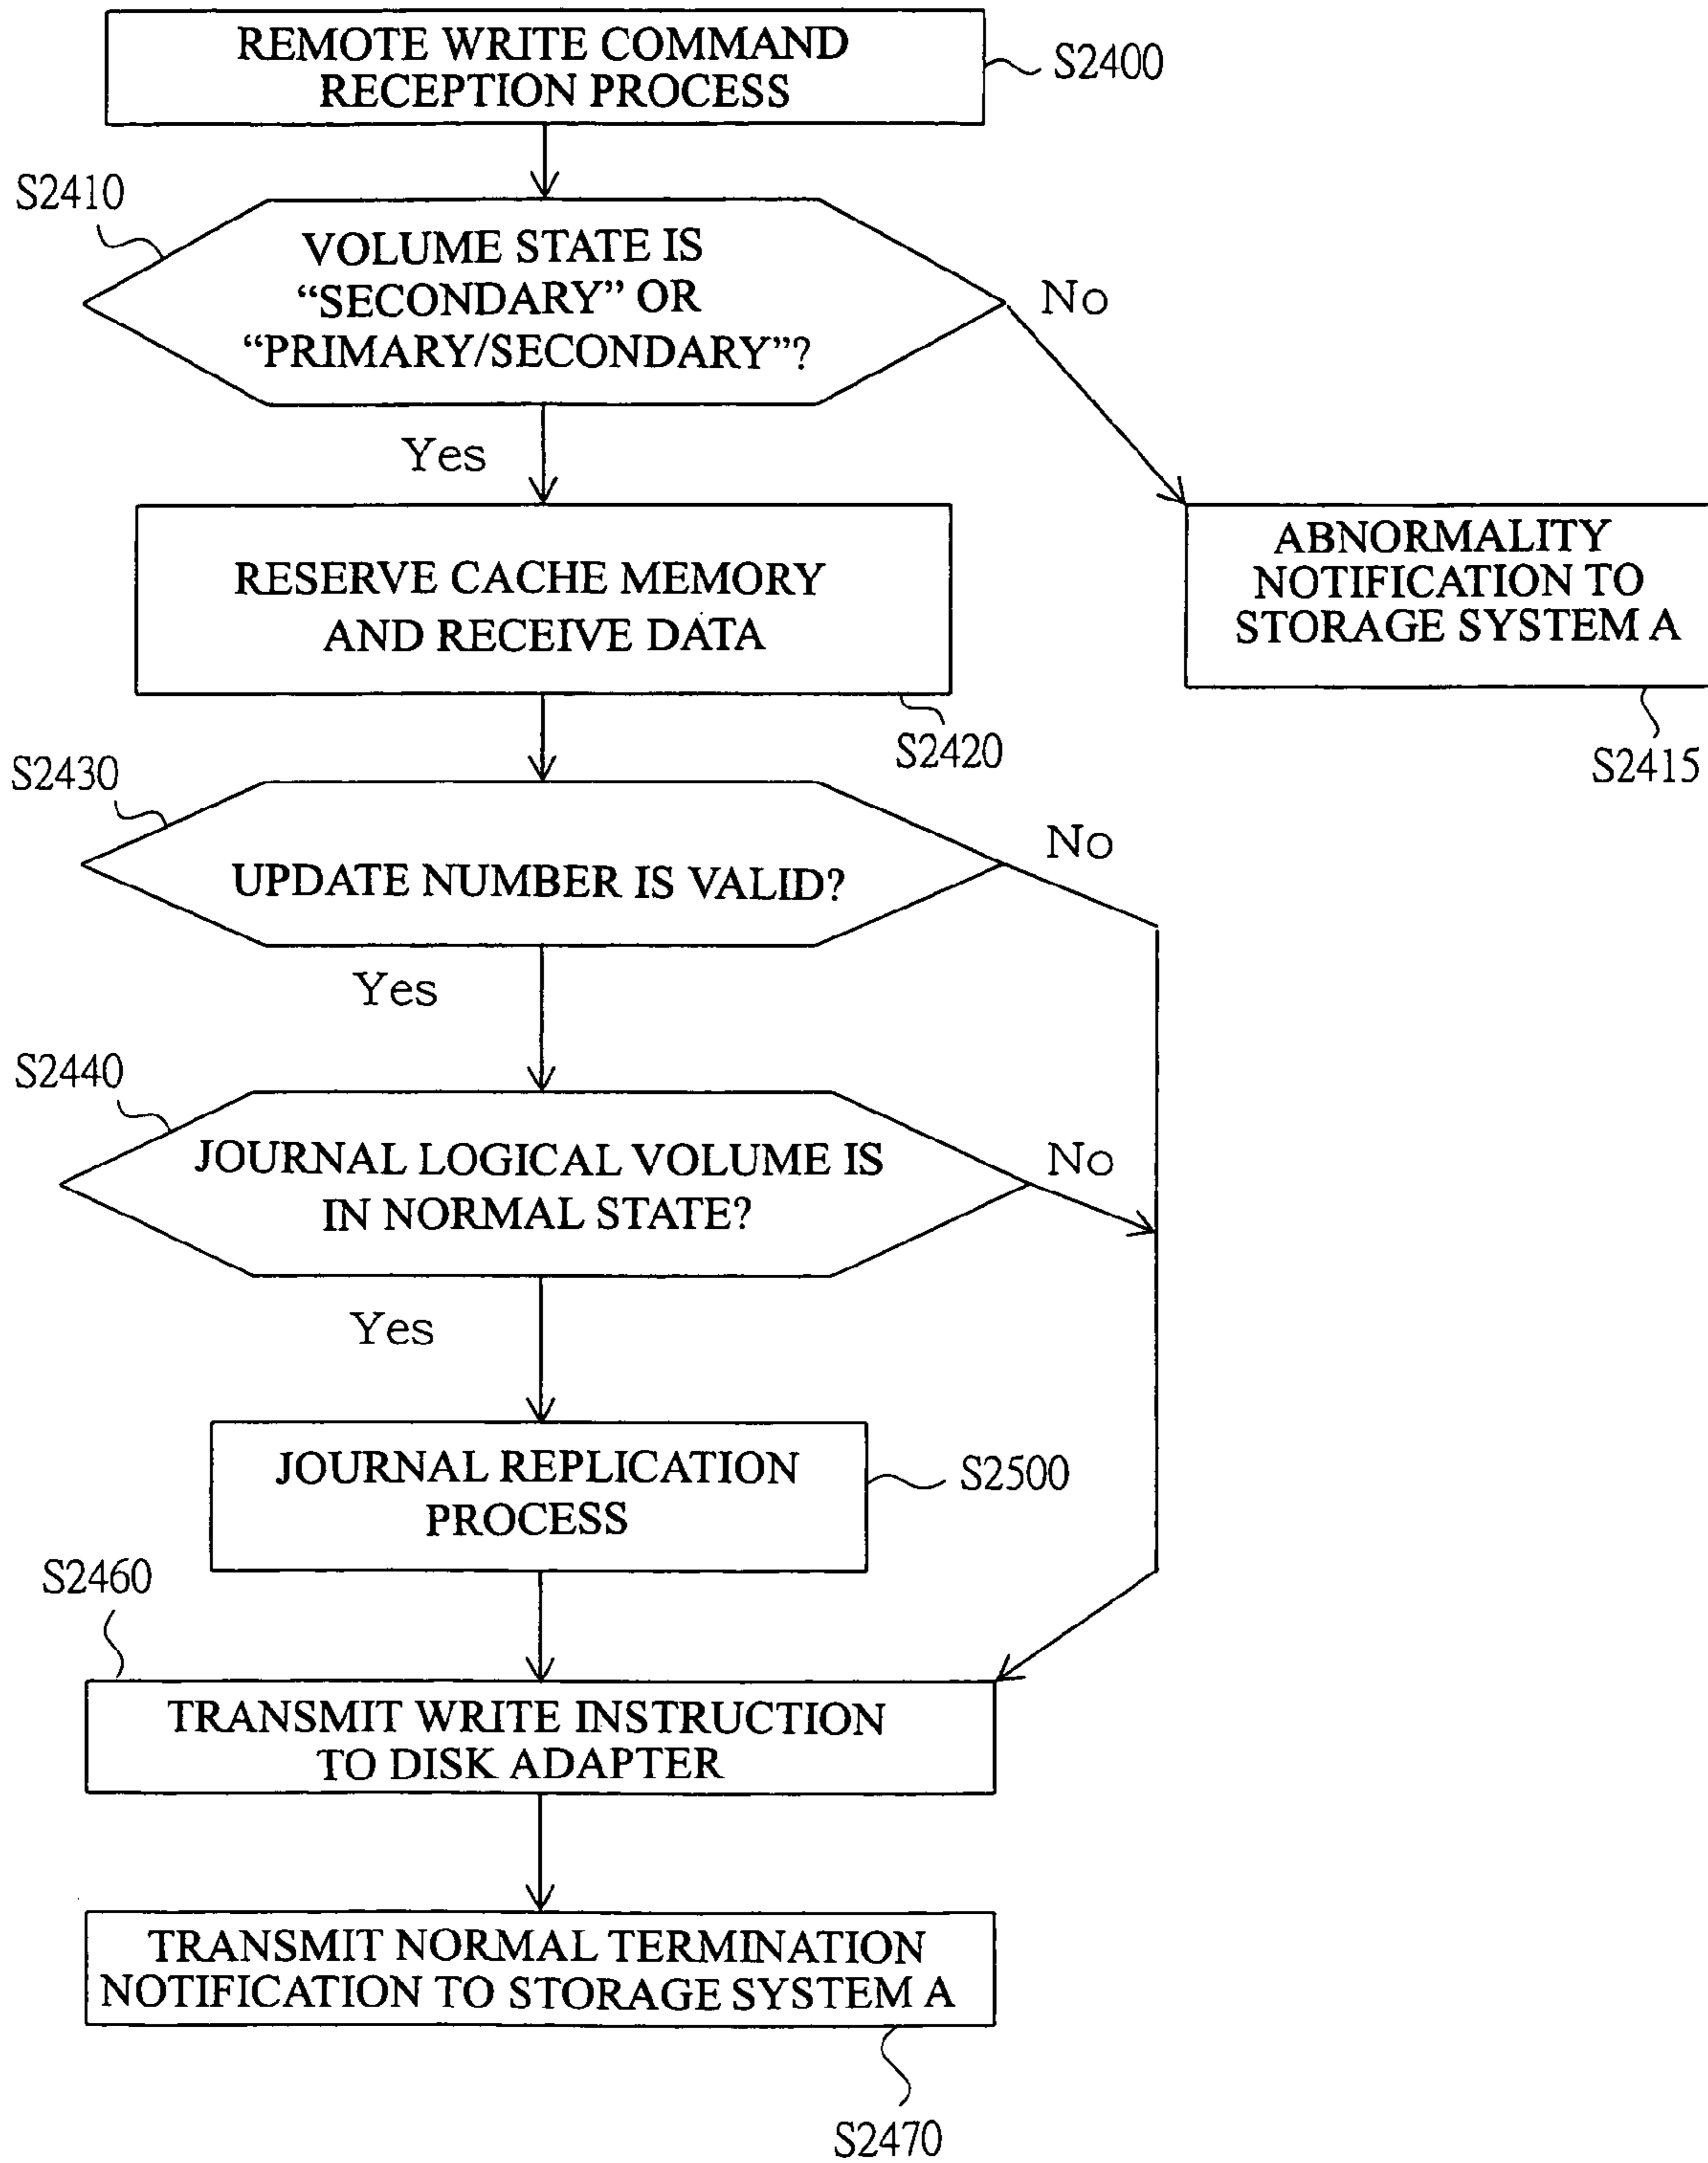 REMOTE WRITE COMMAND
RECEPTION PROCESS
S2400
S2410
VOLUME STATE IS
“SECONDARY” OR
“PRIMARY/SECONDARY”?
No
Yes
RESERVE CACHE MEMORY
AND RECEIVE DATA
S2420
ABNORMALITY
NOTIFICATION TO
STORAGE SYSTEM A
S2415
S2430
UPDATE NUMBER IS VALID?
No
Yes
S2440
JOURNAL LOGICAL VOLUME IS
IN NORMAL STATE?
No
Yes
JOURNAL REPLICATION
PROCESS
S2500
S2460
TRANSMIT WRITE INSTRUCTION
TO DISK ADAPTER
TRANSMIT NORMAL TERMINATION
NOTIFICATION TO STORAGE SYSTEM A
S2470